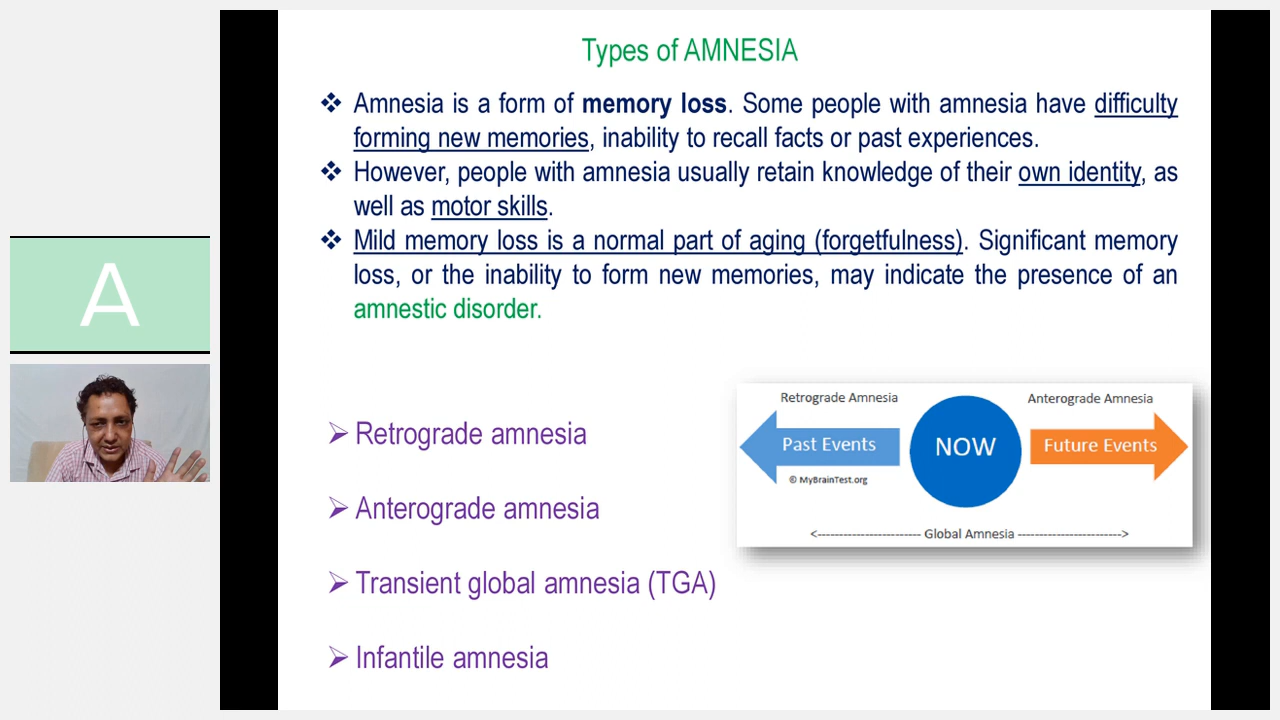 Types of AMNESIA
❖ Amnesia is a form of memory loss. Some people with amnesia have difficulty
forming new memories, inability to recall facts or past experiences.
❖ However, people with amnesia usually retain knowledge of their own identity, as
well as motor skills.
❖ Mild memory loss is a normal part of aging (forgetfulness). Significant memory
loss, or the inability to form new memories, may indicate the presence of an
amnestic disorder.
A
➢ Retrograde amnesia
➢ Anterograde amnesia
➢ Transient global amnesia (TGA)
➢ Infantile amnesia
Retrograde Amnesia
Anterograde Amnesia
Past Events
NOW
Future Events
© MyBrainTest.org
<----------------------- Global Amnesia ------------------------>